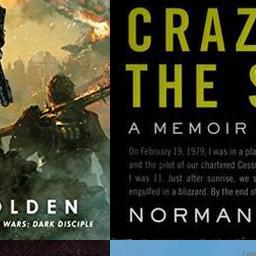 OLDEN
WARS: DARK DISCIPLE
CRAZ
THE S
A MEMOIR
On February 19, 1979, I was in a pla
and the pilot of our chartered Cess
I was 11. Just after sunrise, we s
engulfed in a blizzard. By the end of
NORMAN